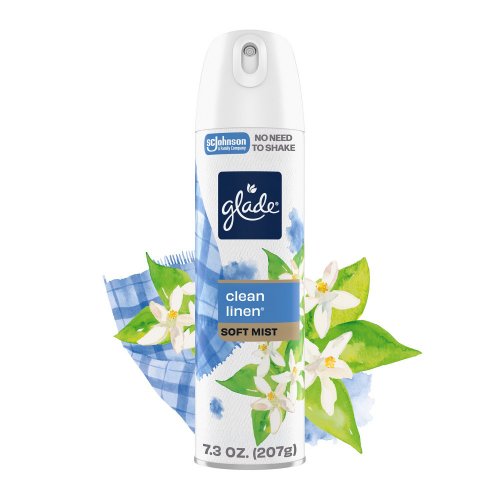 SC Johnson
A Family Company
NO NEED
TO SHAKE
glade®
clean
linen®
SOFT MIST
7.3 OZ. (207g)